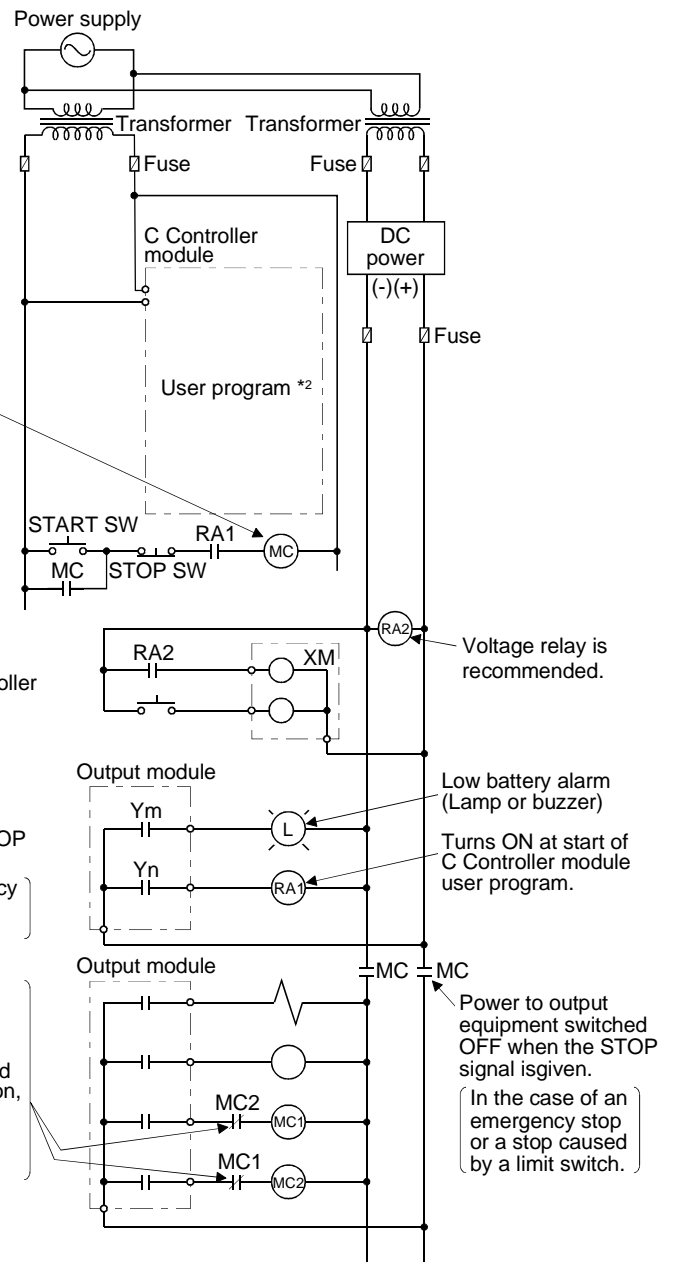 Power supply
Transformer
Transformer
Fuse
Fuse
C Controller
module
DC
power
(-)(+)
Fuse
User program *2
START SW
RA1
MC
MC
STOP SW
RA2
Voltage relay is
recommended.
RA2
XM
oller
Output module
Low battery alarm
(Lamp or buzzer)
Ym
L
OP
Turns ON at start of
C Controller module
user program.
cy
Yn
RA1
Output module
MC
MC
Power to output
equipment switched
OFF when the STOP
signal isgiven.
d
on,
In the case of an
emergency stop
or a stop caused
by a limit switch.
MC2
MC1
MC1
MC2